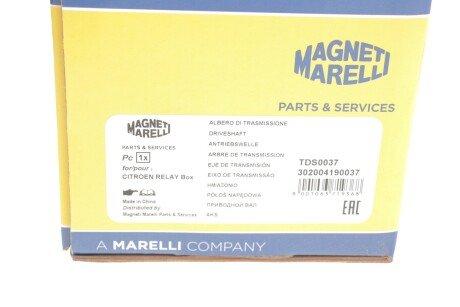 MAGNETI
MARELLI
PARTS & SERVICES
MAGNETI
MARELLI
PARTS & SERVICES
Pc 1x
for/pour :
CITROEN RELAY Box
Made in China
Distributed by
Magneti Marelli Parts & Services
ALBERO DI TRASMISSIONE
DRIVESHAFT
ANTRIEBSWELLE
ARBRE DE TRANSMISSION
EJE DE TRANSMISION
EIXO DE TRANSMISSÃO
ΗΜΙΑΞΟΝΙΟ
PÓŁOŚ NAPĘDOWA
ПРИВОДНОЙ ВАЛ
TDS0037
302004190037
EAC
A MARELLI COMPANY